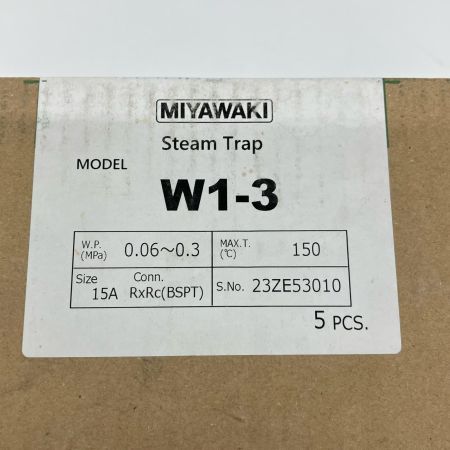 MIYAWAKI
Steam Trap
MODEL
W1-3
W.P. (MPa) 0.06～0.3 MAX.T. (℃) 150
Size 15A Conn. RxRc(BSPT) S.No. 23ZE53010
5 PCS.